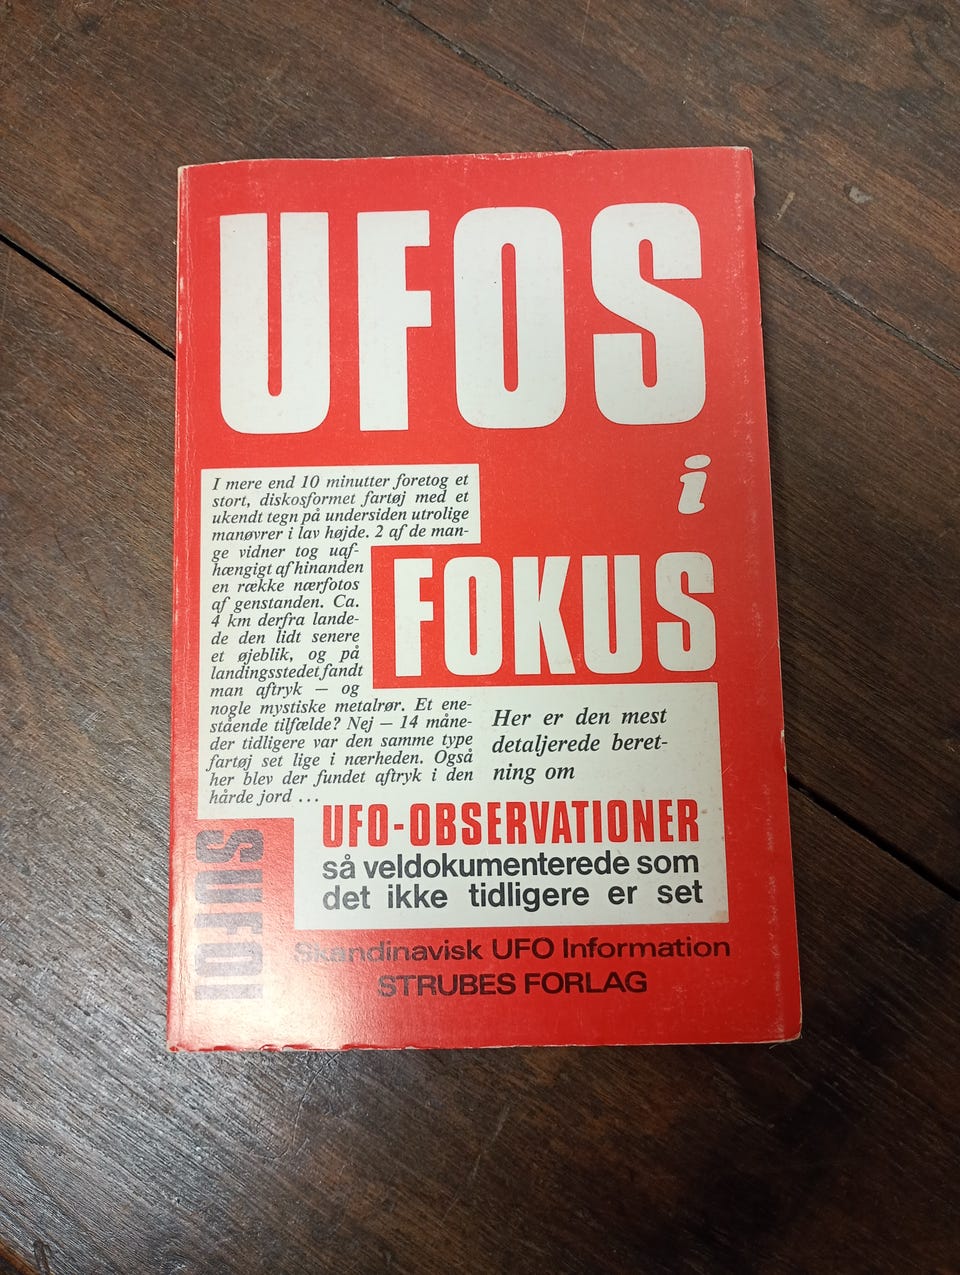 UFOS
i
FOKUS
I mere end 10 minutter foretog et
stort, diskosformet fartøj med et
ukendt tegn på undersiden utrolige
manøvrer i lav højde. 2 af de man-
ge vidner tog uaf-
hængigt af hinanden
en række nærfotos
af genstanden. Ca.
4 km derfra lande-
de den lidt senere
et øjeblik, og på
landingsstedet fandt
man aftryk — og
nogle mystiske metalrør. Et ene-
stående tilfælde? Nej — 14 måne-
der tidligere var den samme type
fartøj set lige i nærheden. Også
her blev der fundet aftryk i den
hårde jord ...
Her er den mest
detaljerede beret-
ning om
UFO-OBSERVATIONER
så veldokumenterede som
det ikke tidligere er set
SUFOI
Skandinavisk UFO Information
STRUBES FORLAG